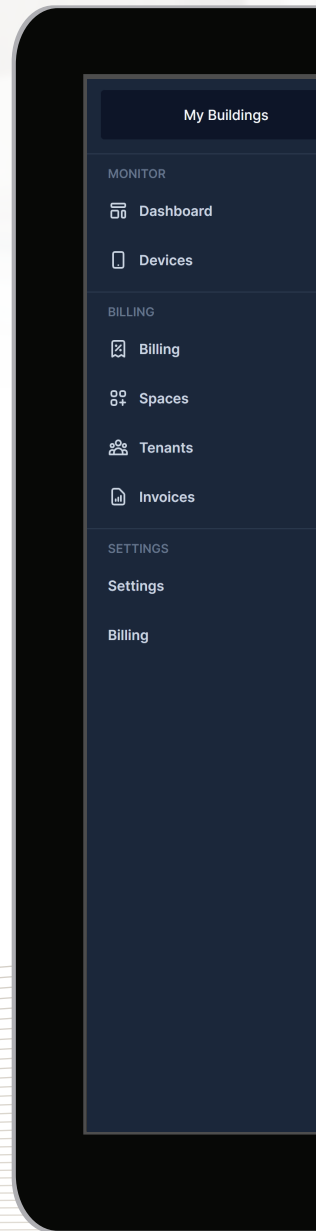 My Buildings
MONITOR
Dashboard
Devices
BILLING
Billing
Spaces
Tenants
Invoices
SETTINGS
Settings
Billing